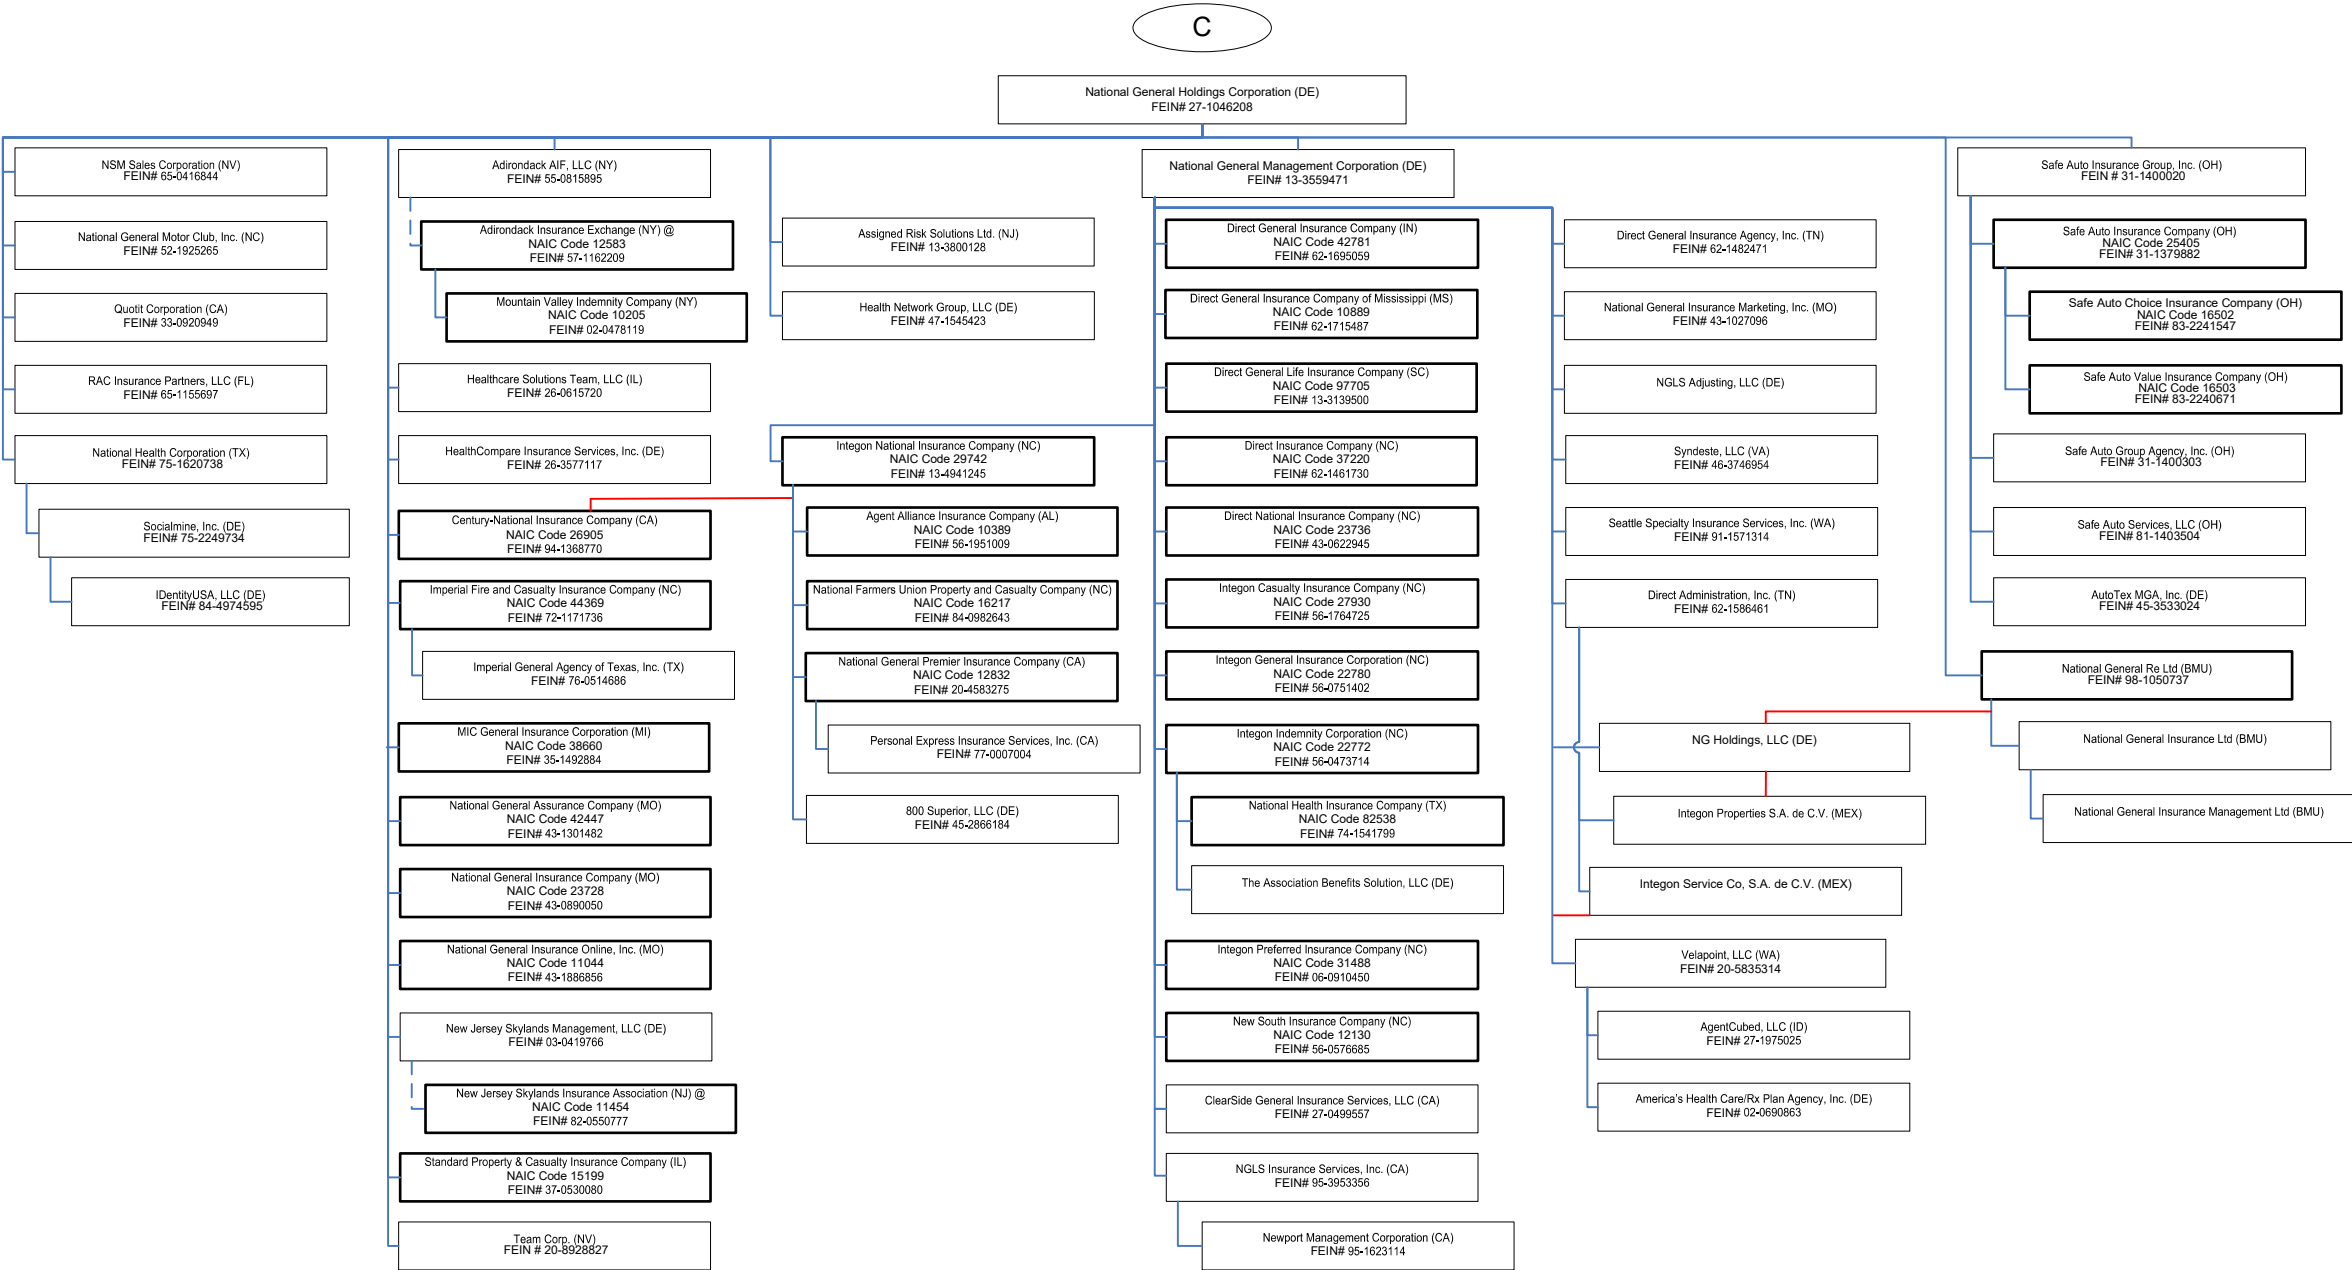 C
National General Holdings Corporation (DE)
FEIN# 27-1046208
NSM Sales Corporation (NV)
FEIN# 65-0416844
National General Motor Club, Inc. (NC)
FEIN# 52-1925265
Quotit Corporation (CA)
FEIN# 33-0920949
RAC Insurance Partners, LLC (FL)
FEIN# 65-1155697
National Health Corporation (TX)
FEIN# 75-1620738
Socialmine, Inc. (DE)
FEIN# 75-2249734
IDentityUSA, LLC (DE)
FEIN# 84-4974595
Adirondack AIF, LLC (NY)
FEIN# 55-0815895
Adirondack Insurance Exchange (NY) @
NAIC Code 12583
FEIN# 57-1162209
Mountain Valley Indemnity Company (NY)
NAIC Code 10205
FEIN# 02-0478119
Healthcare Solutions Team, LLC (IL)
FEIN# 26-0615720
HealthCompare Insurance Services, Inc. (DE)
FEIN# 26-3577117
Century-National Insurance Company (CA)
NAIC Code 26905
FEIN# 94-1368770
Imperial Fire and Casualty Insurance Company (NC)
NAIC Code 44369
FEIN# 72-1171736
Imperial General Agency of Texas, Inc. (TX)
FEIN# 76-0514686
MIC General Insurance Corporation (MI)
NAIC Code 38660
FEIN# 35-1492884
National General Assurance Company (MO)
NAIC Code 42447
FEIN# 43-1301482
National General Insurance Company (MO)
NAIC Code 23728
FEIN# 43-0890050
National General Insurance Online, Inc. (MO)
NAIC Code 11044
FEIN# 43-1886856
New Jersey Skylands Management, LLC (DE)
FEIN# 03-0419766
New Jersey Skylands Insurance Association (NJ) @
NAIC Code 11454
FEIN# 82-0550777
Standard Property & Casualty Insurance Company (IL)
NAIC Code 15199
FEIN# 37-0530080
Team Corp. (NV)
FEIN # 20-8928827
Assigned Risk Solutions Ltd. (NJ)
FEIN# 13-3800128
Health Network Group, LLC (DE)
FEIN# 47-1545423
Integon National Insurance Company (NC)
NAIC Code 29742
FEIN# 13-4941245
Agent Alliance Insurance Company (AL)
NAIC Code 10389
FEIN# 56-1951009
National Farmers Union Property and Casualty Company (NC)
NAIC Code 16217
FEIN# 84-0982643
National General Premier Insurance Company (CA)
NAIC Code 12832
FEIN# 20-4583275
Personal Express Insurance Services, Inc. (CA)
FEIN# 77-0007004
800 Superior, LLC (DE)
FEIN# 45-2866184
National General Management Corporation (DE)
FEIN# 13-3559471
Direct General Insurance Company (IN)
NAIC Code 42781
FEIN# 62-1695059
Direct General Insurance Company of Mississippi (MS)
NAIC Code 10889
FEIN# 62-1715487
Direct General Life Insurance Company (SC)
NAIC Code 97705
FEIN# 13-3139500
Direct Insurance Company (NC)
NAIC Code 37220
FEIN# 62-1461730
Direct National Insurance Company (NC)
NAIC Code 23736
FEIN# 43-0622945
Integon Casualty Insurance Company (NC)
NAIC Code 27930
FEIN# 56-1764725
Integon General Insurance Corporation (NC)
NAIC Code 22780
FEIN# 56-0751402
Integon Indemnity Corporation (NC)
NAIC Code 22772
FEIN# 56-0473714
National Health Insurance Company (TX)
NAIC Code 82538
FEIN# 74-1541799
The Association Benefits Solution, LLC (DE)
Integon Preferred Insurance Company (NC)
NAIC Code 31488
FEIN# 06-0910450
New South Insurance Company (NC)
NAIC Code 12130
FEIN# 56-0576685
ClearSide General Insurance Services, LLC (CA)
FEIN# 27-0499557
NGLS Insurance Services, Inc. (CA)
FEIN# 95-3953356
Newport Management Corporation (CA)
FEIN# 95-1623114
Direct General Insurance Agency, Inc. (TN)
FEIN# 62-1482471
National General Insurance Marketing, Inc. (MO)
FEIN# 43-1027096
NGLS Adjusting, LLC (DE)
Syndeste, LLC (VA)
FEIN# 46-3746954
Seattle Specialty Insurance Services, Inc. (WA)
FEIN# 91-1571314
Direct Administration, Inc. (TN)
FEIN# 62-1586461
NG Holdings, LLC (DE)
Integon Properties S.A. de C.V. (MEX)
Integon Service Co, S.A. de C.V. (MEX)
Velapoint, LLC (WA)
FEIN# 20-5835314
AgentCubed, LLC (ID)
FEIN# 27-1975025
America's Health Care/Rx Plan Agency, Inc. (DE)
FEIN# 02-0690863
Safe Auto Insurance Group, Inc. (OH)
FEIN # 31-1400020
Safe Auto Insurance Company (OH)
NAIC Code 25405
FEIN# 31-1379882
Safe Auto Choice Insurance Company (OH)
NAIC Code 16502
FEIN# 83-2241547
Safe Auto Value Insurance Company (OH)
NAIC Code 16503
FEIN# 83-2240671
Safe Auto Group Agency, Inc. (OH)
FEIN# 31-1400303
Safe Auto Services, LLC (OH)
FEIN# 81-1403504
AutoTex MGA, Inc. (DE)
FEIN# 45-3533024
National General Re Ltd (BMU)
FEIN# 98-1050737
National General Insurance Ltd (BMU)
National General Insurance Management Ltd (BMU)